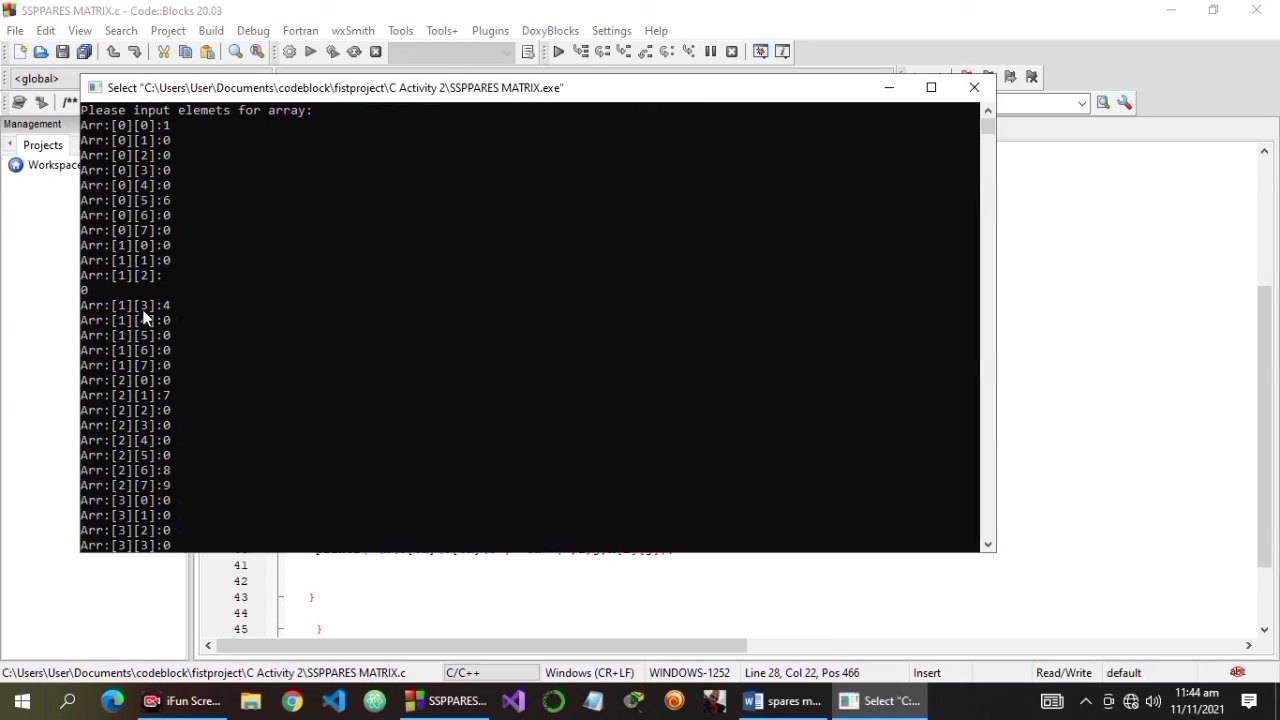 SSPPARES MATRIX.c - Code::Blocks 20.03
File Edit View Search Project Build Debug Fortran wxSmith Tools Tools+ Plugins DoxyBlocks Settings Help
<global>
/**
Management
Projects
Workspace
Select "C:\Users\User\Documents\codeblock\fistproject\C Activity 2\SSPPARES MATRIX.exe"
Please input elemets for array:
Arr:[0][0]:1
Arr:[0][1]:0
Arr:[0][2]:0
Arr:[0][3]:0
Arr:[0][4]:0
Arr:[0][5]:6
Arr:[0][6]:0
Arr:[0][7]:0
Arr:[1][0]:0
Arr:[1][1]:0
Arr:[1][2]:
0
Arr:[1][3]:4
Arr:[1][4]:0
Arr:[1][5]:0
Arr:[1][6]:0
Arr:[1][7]:0
Arr:[2][0]:0
Arr:[2][1]:7
Arr:[2][2]:0
Arr:[2][3]:0
Arr:[2][4]:0
Arr:[2][5]:0
Arr:[2][6]:8
Arr:[2][7]:9
Arr:[3][0]:0
Arr:[3][1]:0
Arr:[3][2]:0
Arr:[3][3]:0
41
42
43 }
44
45 }
C:\Users\User\Documents\codeblock\fistproject\C Activity 2\SSPPARES MATRIX.c C/C++ Windows (CR+LF) WINDOWS-1252 Line 28, Col 22, Pos 466 Insert Read/Write default
iFun Scre... SSPPARES... spares m... Select "C:... 11:44 am
11/11/2021